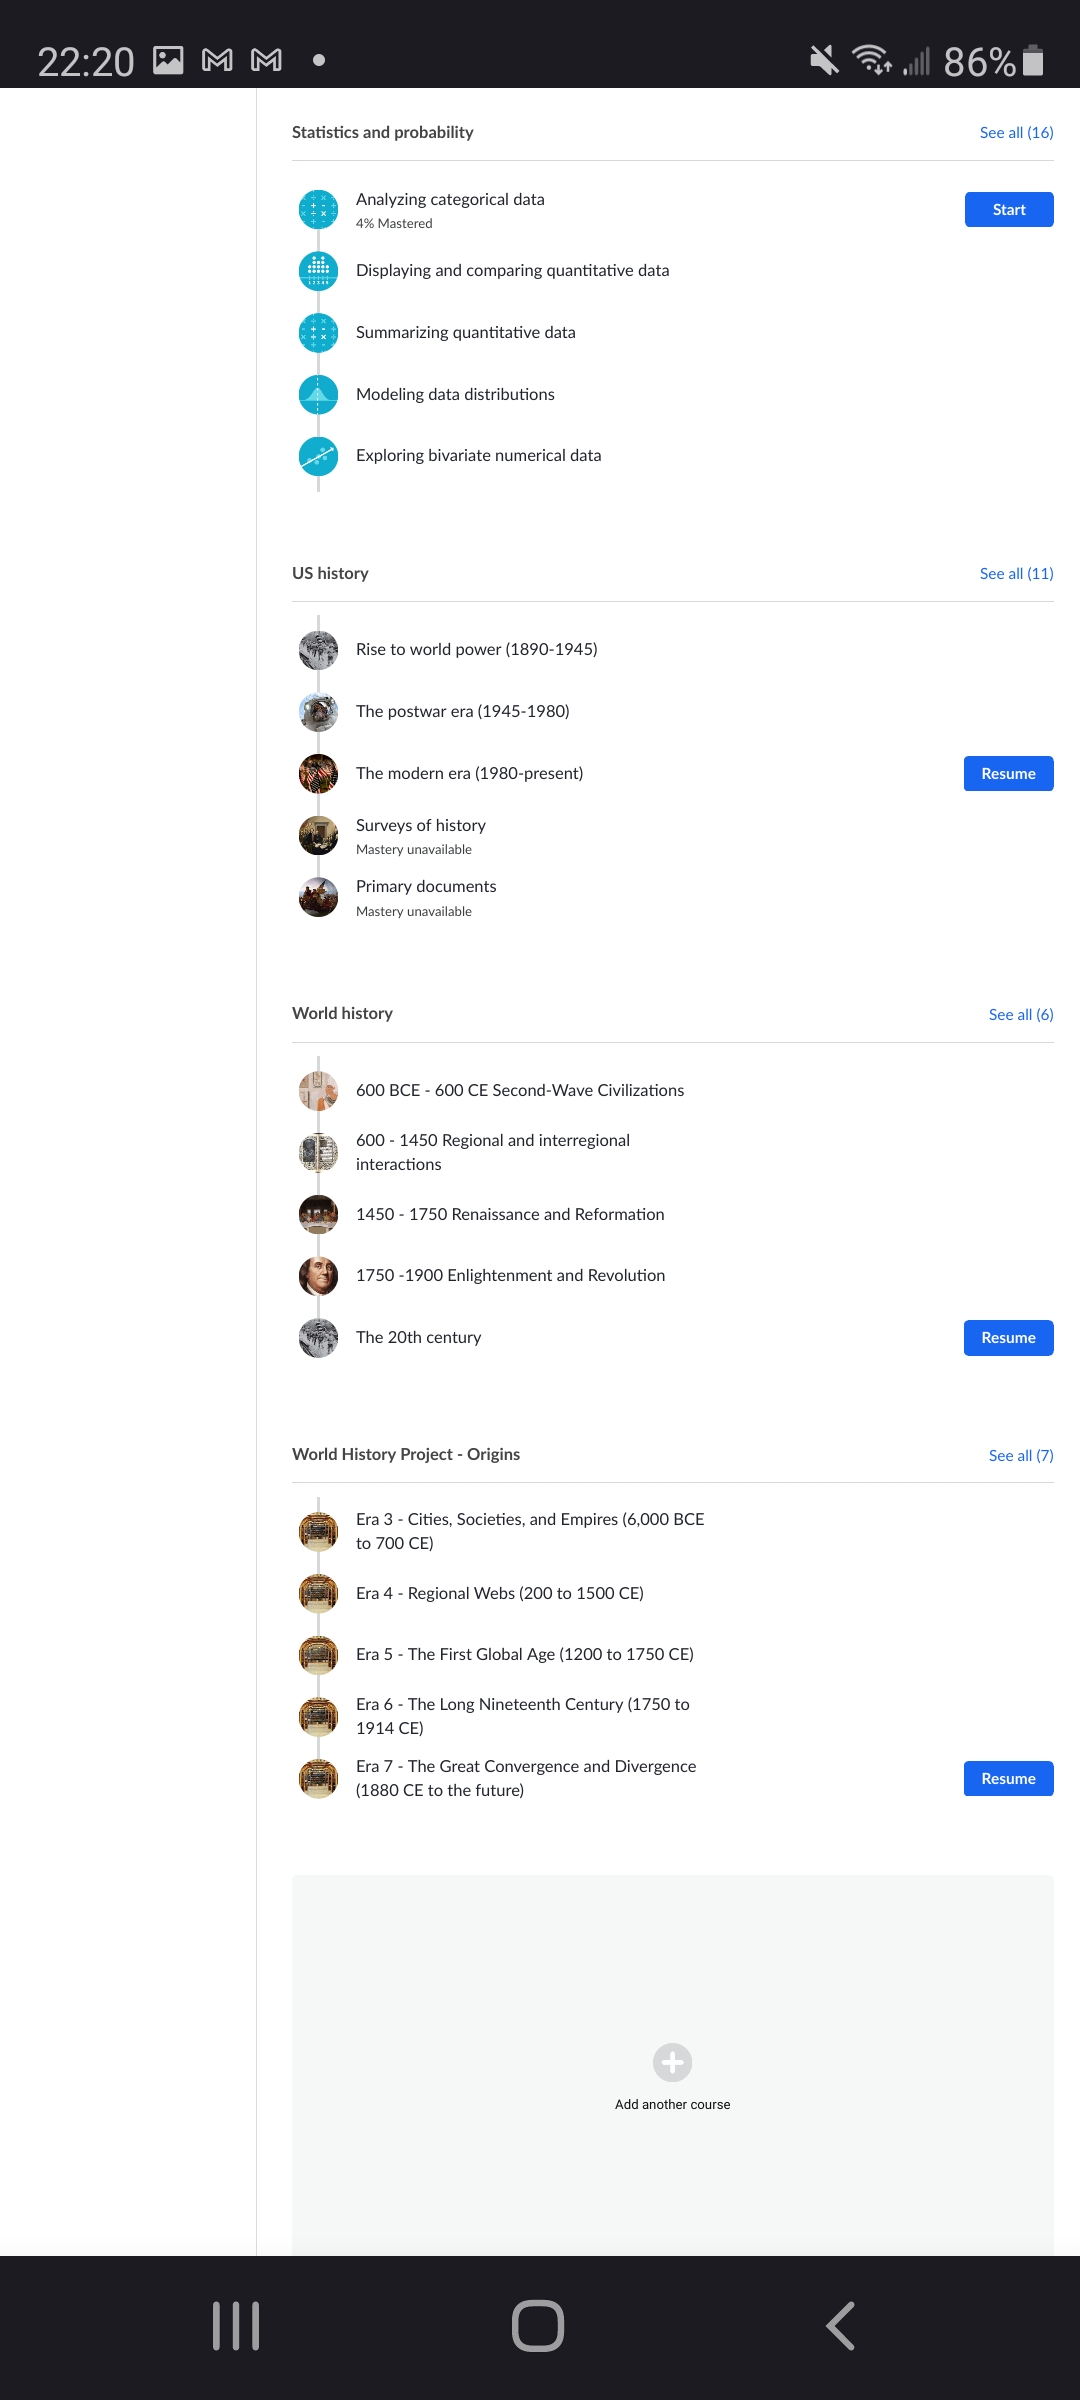 22:20
86%
Statistics and probability
See all (16)
Analyzing categorical data
4% Mastered
Start
Displaying and comparing quantitative data
Summarizing quantitative data
Modeling data distributions
Exploring bivariate numerical data
US history
See all (11)
Rise to world power (1890-1945)
The postwar era (1945-1980)
The modern era (1980-present)
Resume
Surveys of history
Mastery unavailable
Primary documents
Mastery unavailable
World history
See all (6)
600 BCE - 600 CE Second-Wave Civilizations
600 - 1450 Regional and interregional
interactions
1450 - 1750 Renaissance and Reformation
1750 -1900 Enlightenment and Revolution
The 20th century
Resume
World History Project - Origins
See all (7)
Era 3 - Cities, Societies, and Empires (6,000 BCE
to 700 CE)
Era 4 - Regional Webs (200 to 1500 CE)
Era 5 - The First Global Age (1200 to 1750 CE)
Era 6 - The Long Nineteenth Century (1750 to
1914 CE)
Era 7 - The Great Convergence and Divergence
(1880 CE to the future)
Resume
Add another course